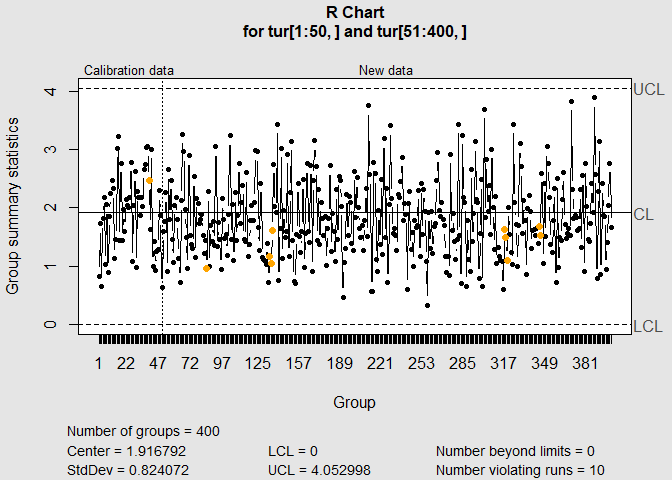 R Chart
for tur[1:50, ] and tur[51:400, ]
Calibration data New data
Group summary statistics
4
3
2
1
0
UCL
CL
LCL
1 22 47 72 97 125 157 189 221 253 285 317 349 381
Group
Number of groups = 400
Center = 1.916792 LCL = 0 Number beyond limits = 0
StdDev = 0.824072 UCL = 4.052998 Number violating runs = 10